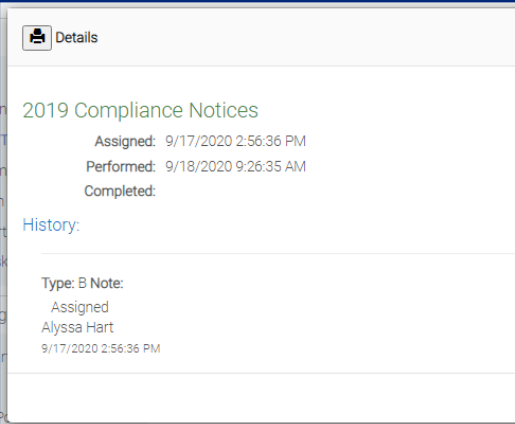 Details
2019 Compliance Notices
Assigned: 9/17/2020 2:56:36 PM
Performed: 9/18/2020 9:26:35 AM
Completed:
History:
Type: B Note:
Assigned
Alyssa Hart
9/17/2020 2:56:36 PM